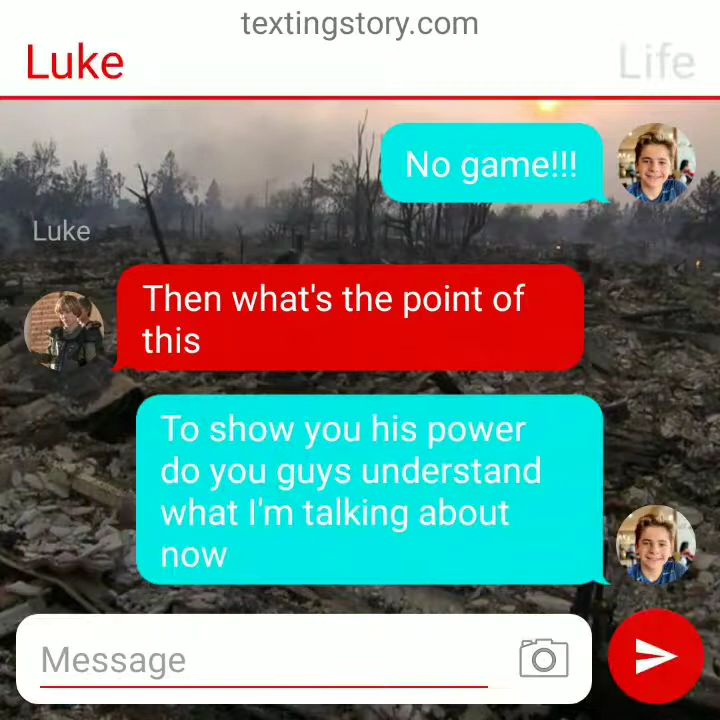 textingstory.com
Luke
Life
No game!!!
Luke
Then what's the point of
this
To show you his power
do you guys understand
what I'm talking about
now
Message